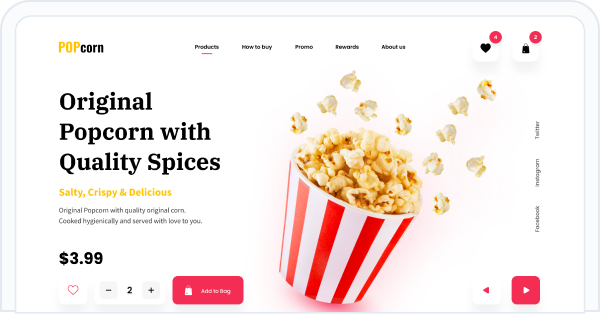 POPcorn
Products How to buy Promo Rewards About us
4
2
Original
Popcorn with
Quality Spices
Salty, Crispy & Delicious
Original Popcorn with quality original corn.
Cooked hygienically and served with love to you.
$3.99
− 2 + Add to Bag
Twitter
Instagram
Facebook